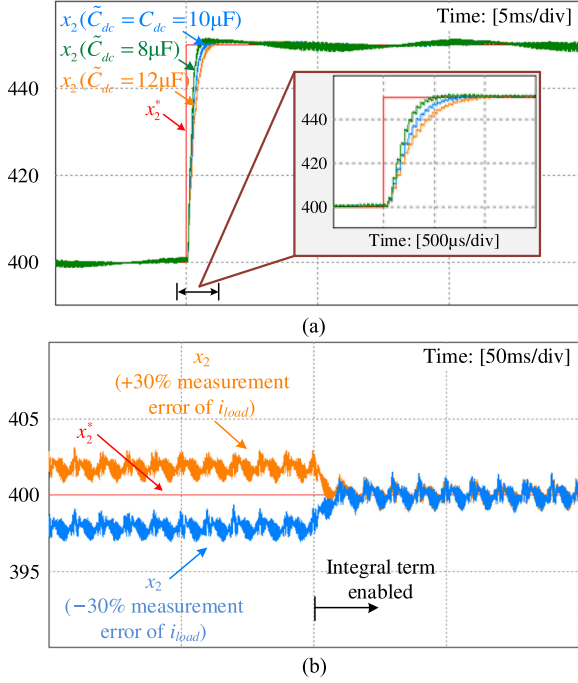 x₂(C̃dc = Cdc = 10μF) Time: [5ms/div]
x₂(C̃dc = 8μF)
x₂(C̃dc = 12μF)
x₂*
440
420
400
440
420
400
Time: [500μs/div]
(a)
x₂ Time: [50ms/div]
(+30% measurement
error of iload)
x₂*
405
400
395
x₂
(−30% measurement
error of iload)
Integral term
enabled
(b)